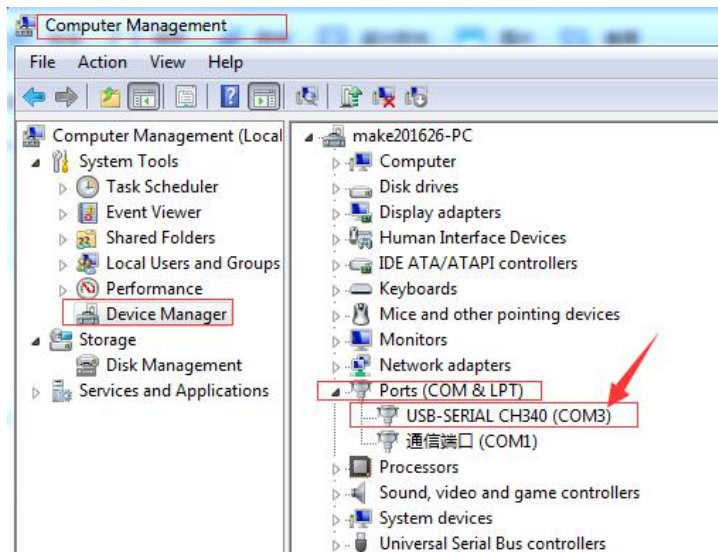 Computer Management
File Action View Help
Computer Management (Local
System Tools
Task Scheduler
Event Viewer
Shared Folders
Local Users and Groups
Performance
Device Manager
Storage
Disk Management
Services and Applications
make201626-PC
Computer
Disk drives
Display adapters
Human Interface Devices
IDE ATA/ATAPI controllers
Keyboards
Mice and other pointing devices
Monitors
Network adapters
Ports (COM & LPT)
USB-SERIAL CH340 (COM3)
通信端口 (COM1)
Processors
Sound, video and game controllers
System devices
Universal Serial Bus controllers